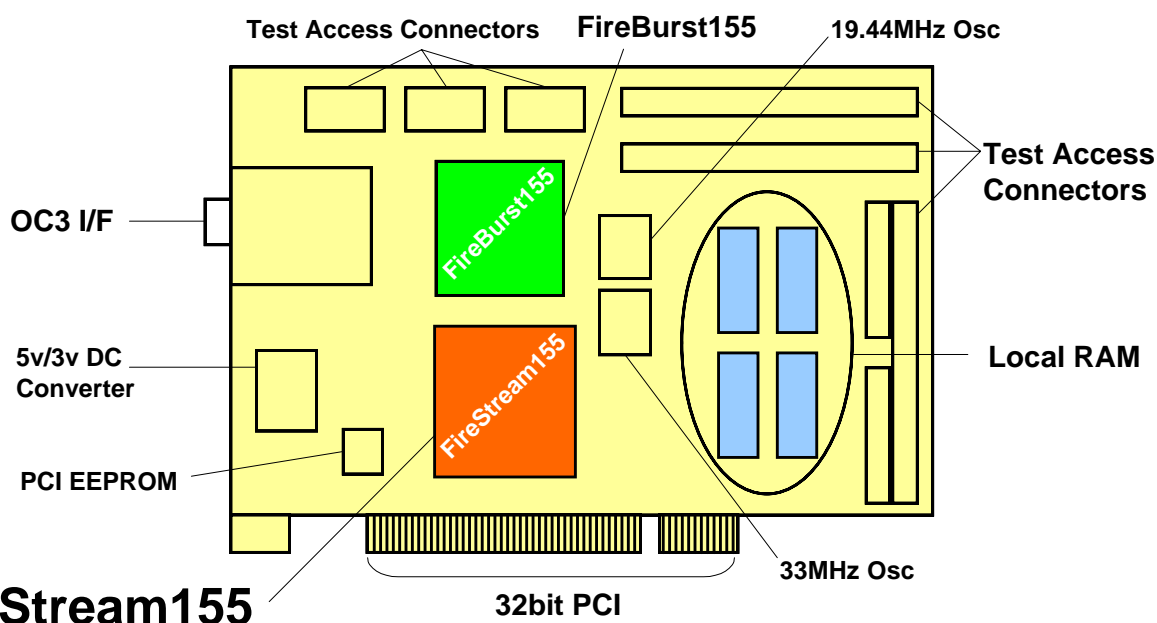 Test Access Connectors
FireBurst155
19.44MHz Osc
Test Access
Connectors
OC3 I/F
FireBurst155
5v/3v DC
Converter
FireStream155
Local RAM
PCI EEPROM
33MHz Osc
Stream155
32bit PCI